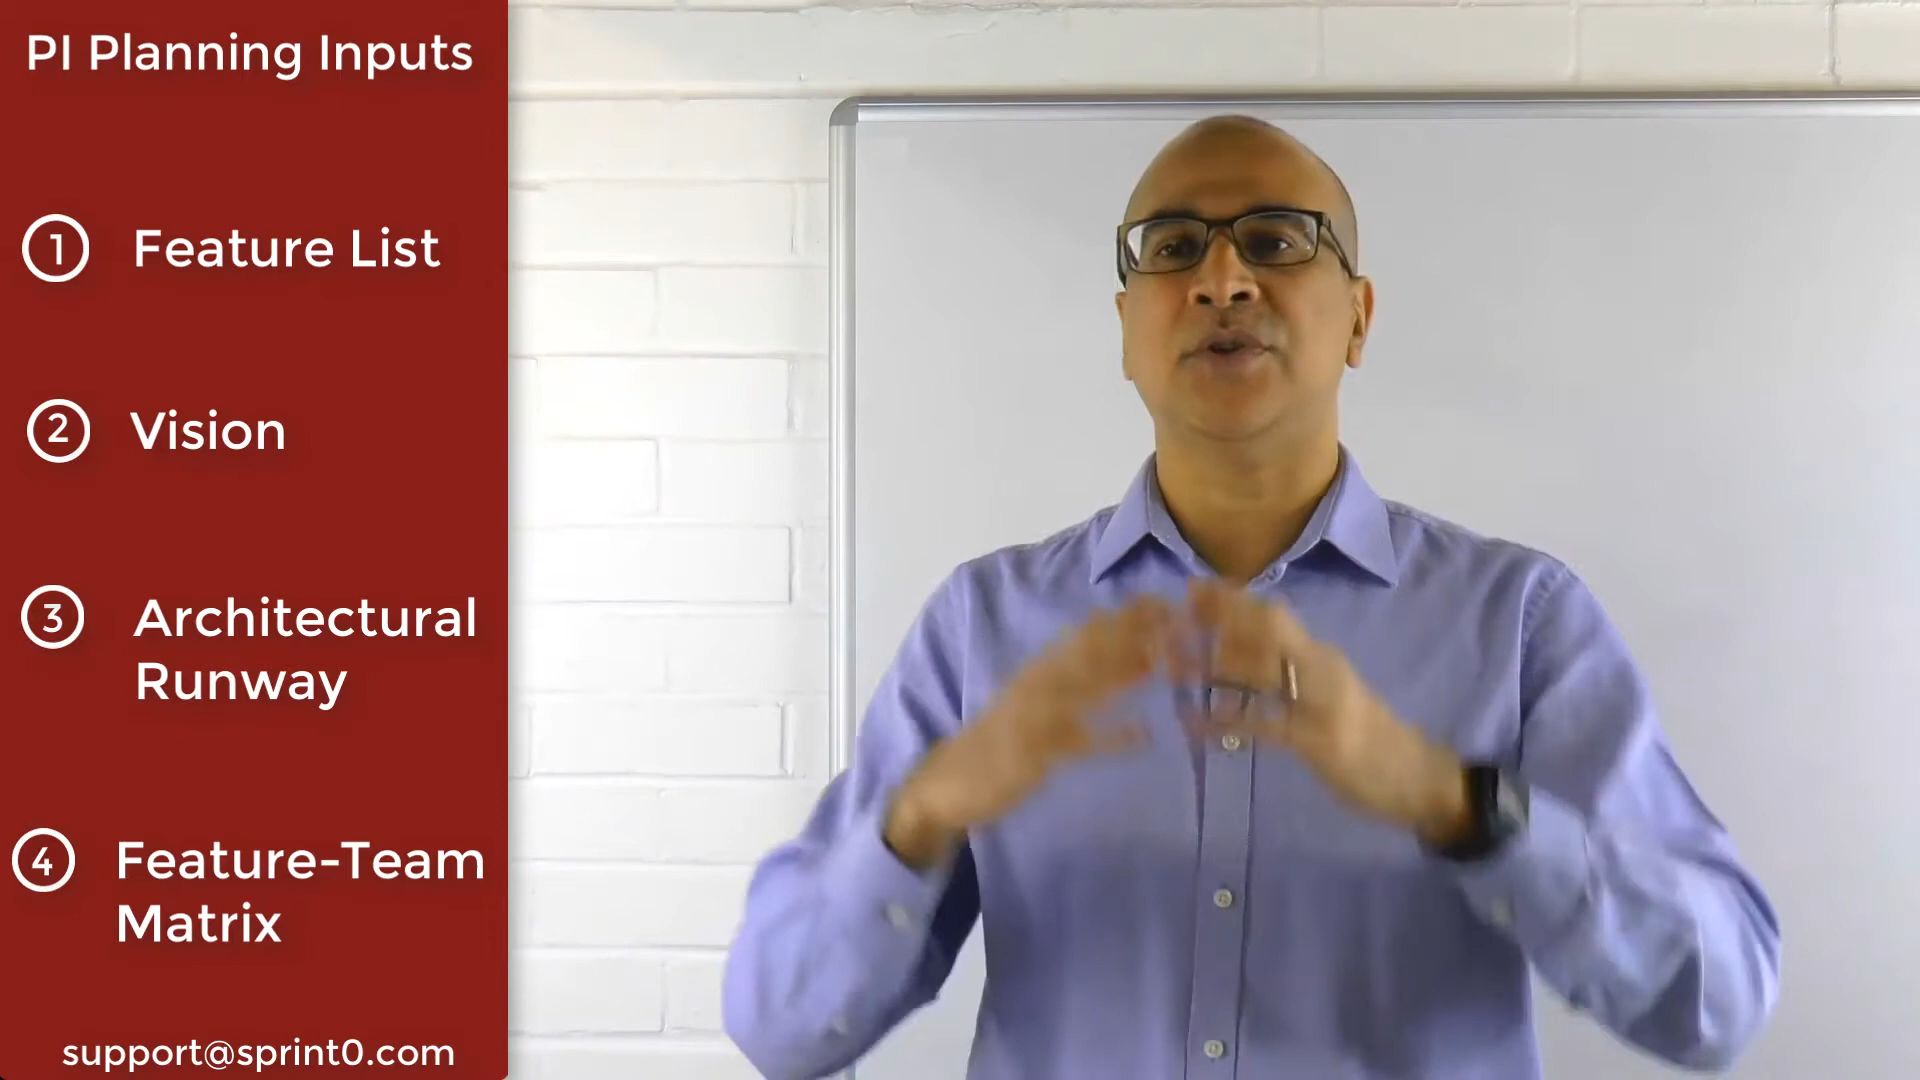 PI Planning Inputs
1 Feature List
2 Vision
3 Architectural
Runway
4 Feature-Team
Matrix
support@sprint0.com